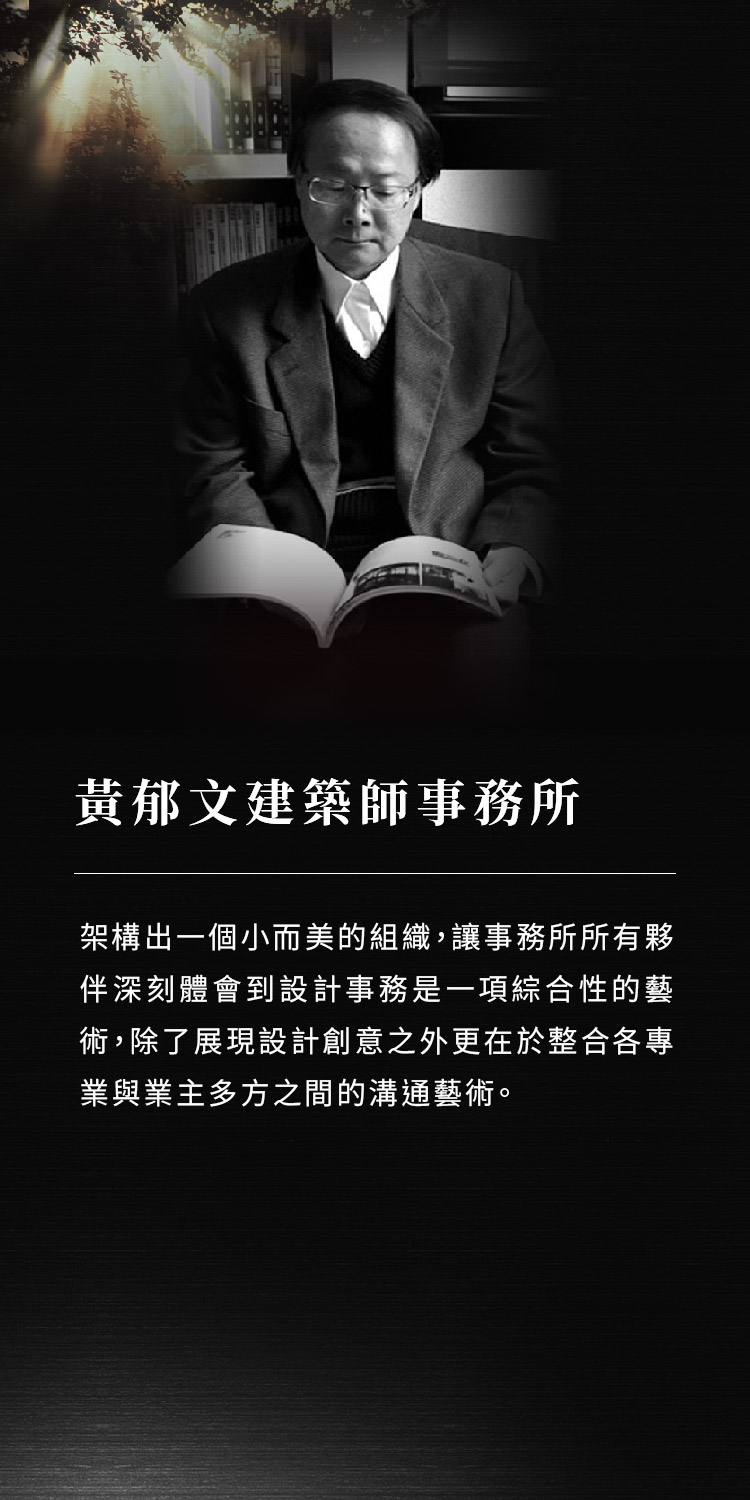 黃郁文建築師事務所
架構出一個小而美的組織，讓事務所所有夥
伴深刻體會到設計事務是一項綜合性的藝
術，除了展現設計創意之外更在於整合各專
業與業主多方之間的溝通藝術。